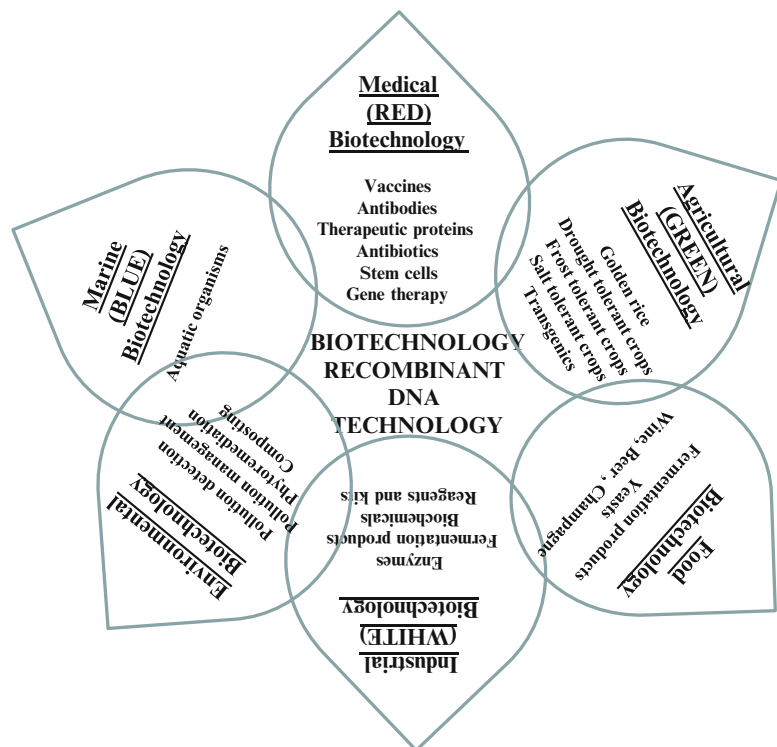 Medical
(RED)
Biotechnology
Vaccines
Antibodies
Therapeutic proteins
Antibiotics
Stem cells
Gene therapy
Agricultural
(GREEN)
Biotechnology
Golden rice
Drought tolerant crops
Frost tolerant crops
Salt tolerant crops
Transgenics
Marine
(BLUE)
Biotechnology
Aquatic organisms
BIOTECHNOLOGY
RECOMBINANT
DNA
TECHNOLOGY
Environmental
Biotechnology
Pollution detection
Pollution management
Phytoremediation
Composting
Industrial
(WHITE)
Biotechnology
Enzymes
Fermentation products
Biochemicals
Reagents and kits
Food
Biotechnology
Fermentation products
Yeasts
Wine, Beer , Champagne